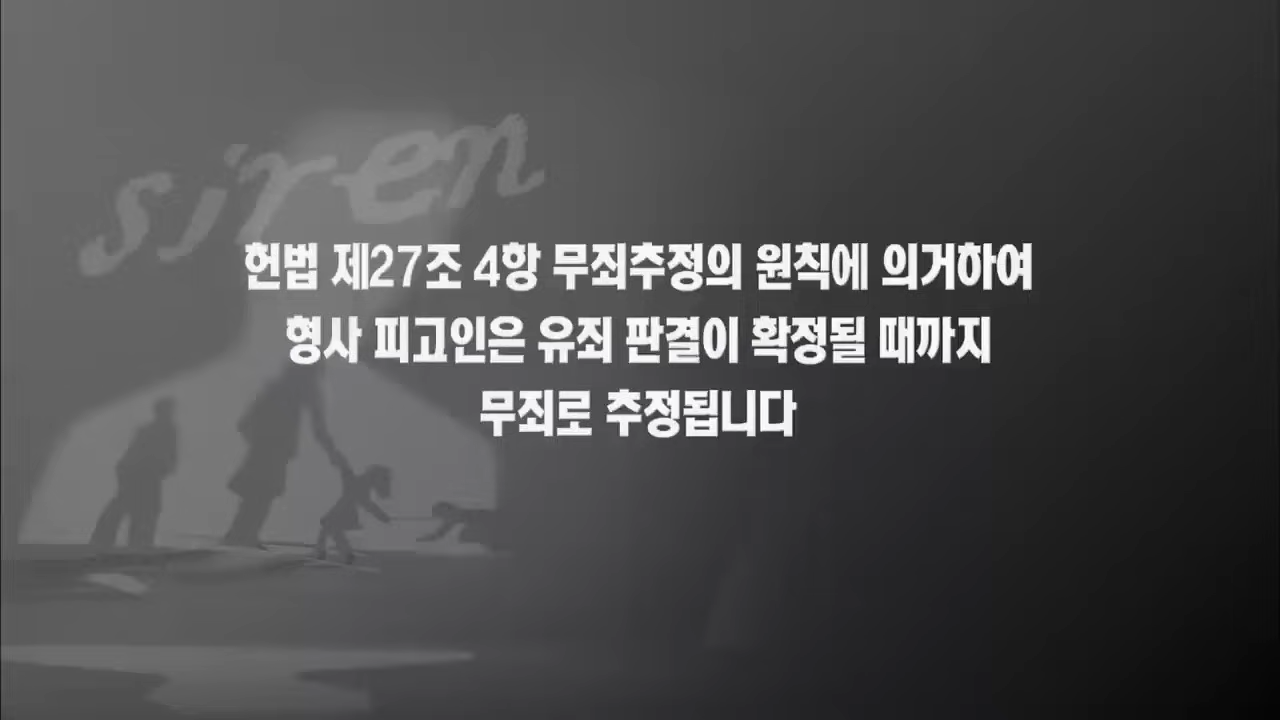 siren
헌법 제27조 4항 무죄추정의 원칙에 의거하여
형사 피고인은 유죄 판결이 확정될 때까지
무죄로 추정됩니다